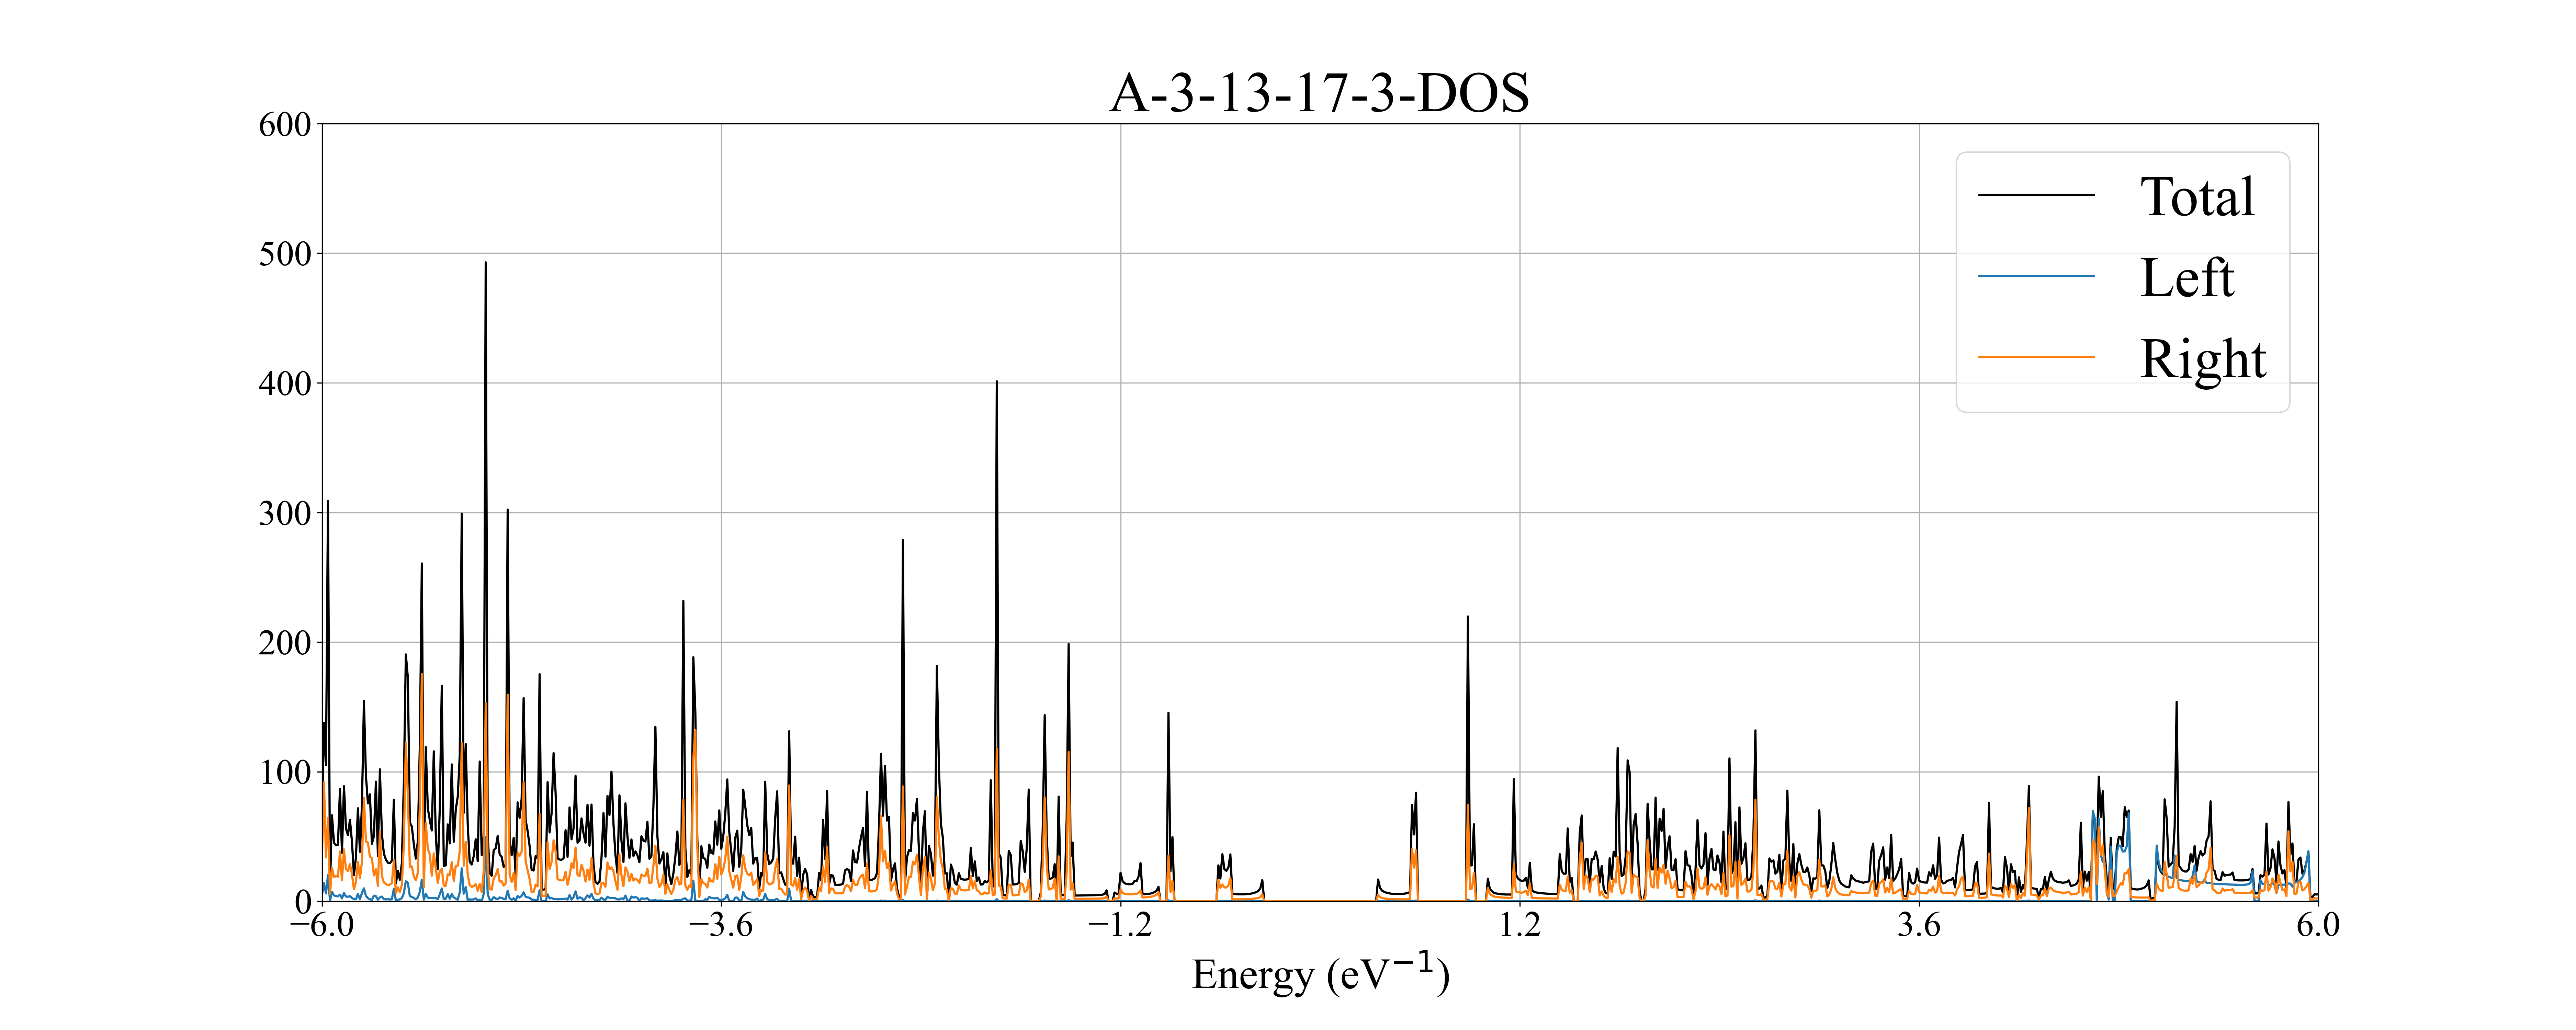 A-3-13-17-3-DOS
600
500
400
300
200
100
0
−6.0 −3.6 −1.2 1.2 3.6 6.0
Energy (eV⁻¹)
Total
Left
Right